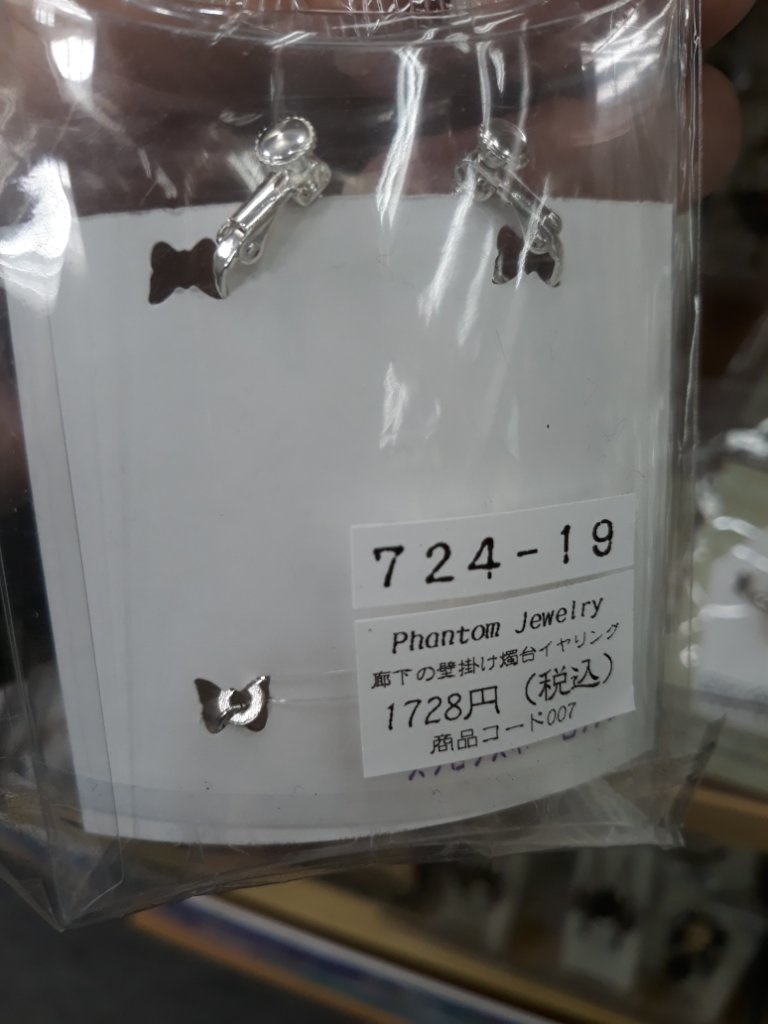 724-19
Phantom Jewelry
廊下の壁掛け燭台イヤリング
1728円（税込）
商品コード007